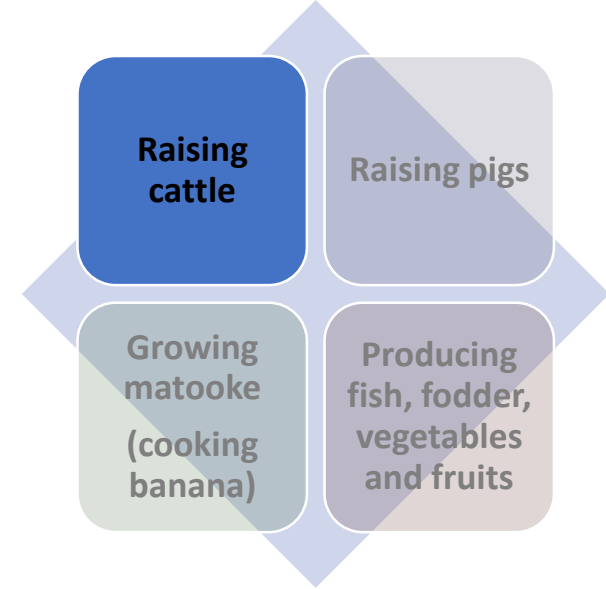 Raising
cattle
Raising pigs
Growing
matooke
(cooking
banana)
Producing
fish, fodder,
vegetables
and fruits